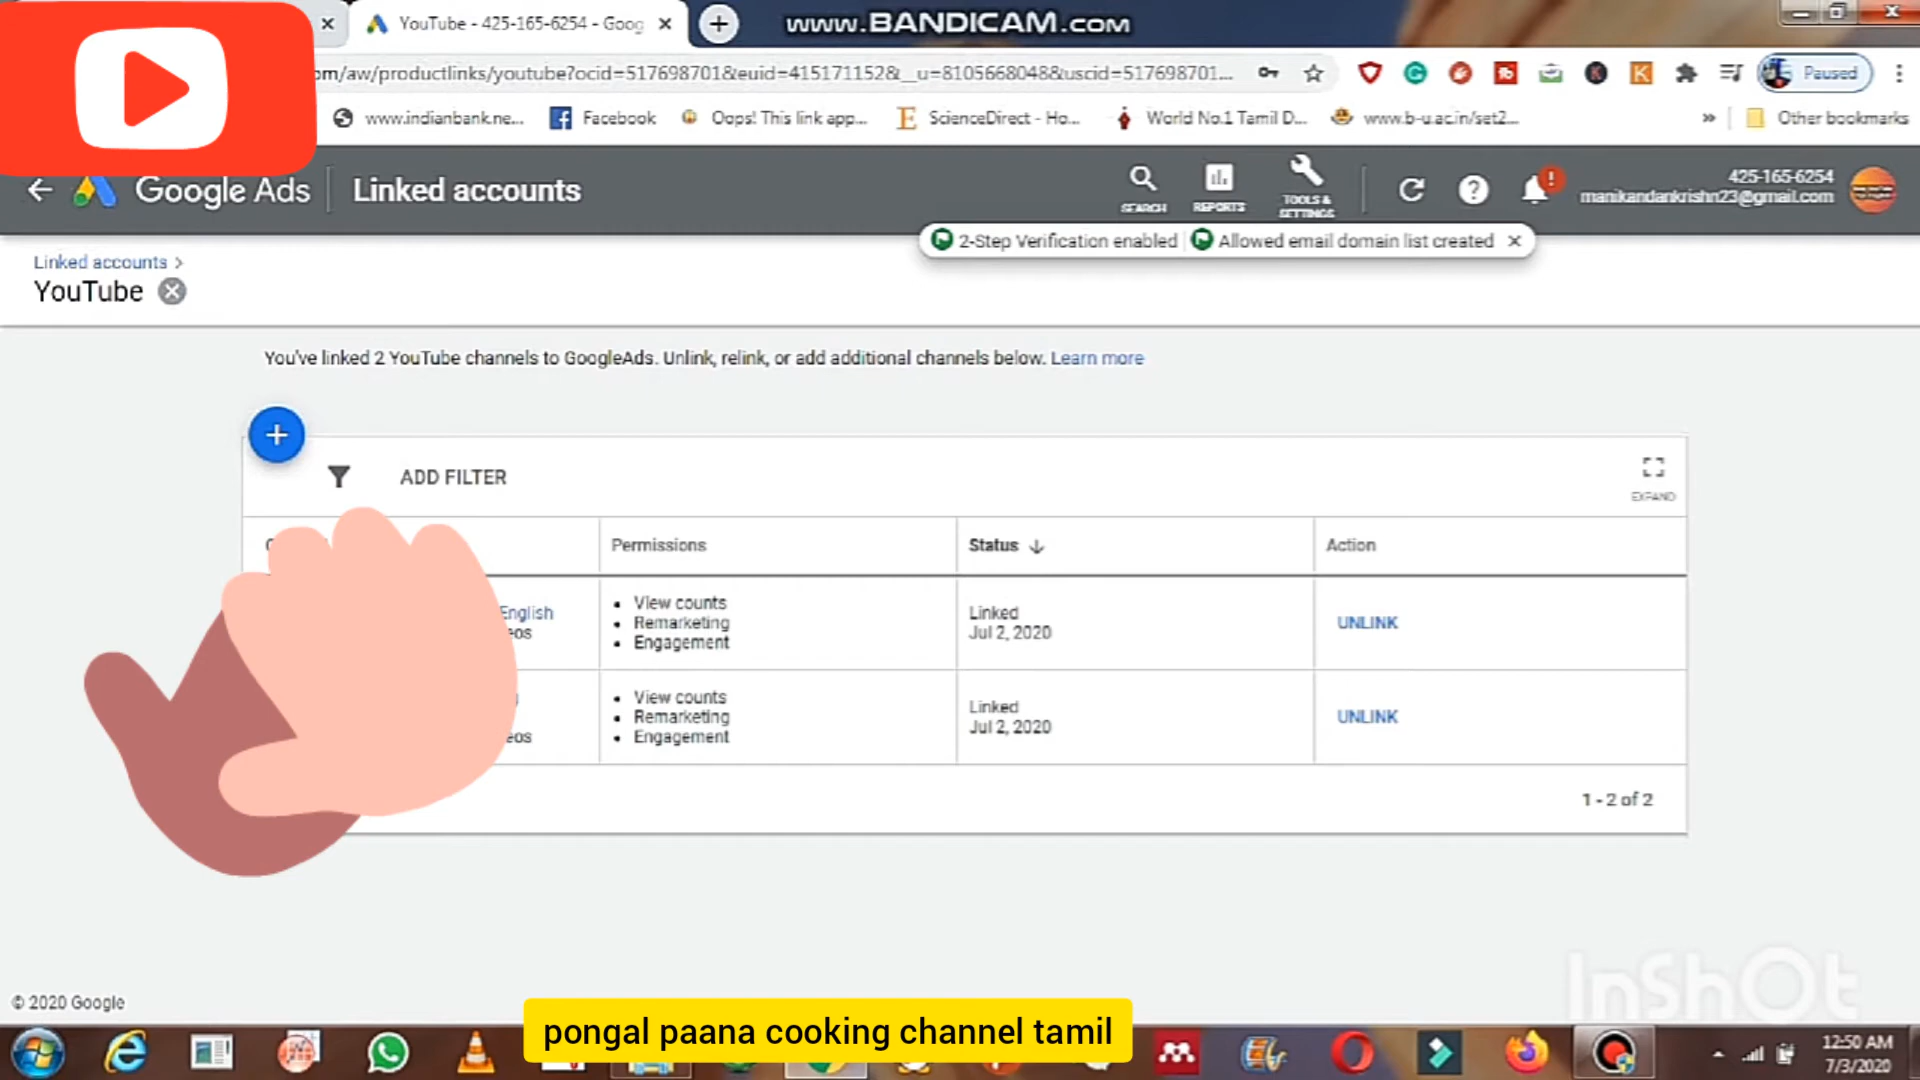 YouTube - 425-165-6254 - Goog
www.BANDICAM.com
om/aw/productlinks/youtube?ocid=517698701&euid=415171152&__u=8105668048&uscid=517698701...
Paused
www.indianbank.ne...
Facebook
Oops! This link app...
ScienceDirect - Ho...
World No.1 Tamil D...
www.b-u.ac.in/set2...
»
Other bookmarks
Google Ads
Linked accounts
SEARCH
REPORTS
TOOLS &
SETTINGS
425-165-6254
manikandankrishn23@gmail.com
2-Step Verification enabled
Allowed email domain list created
Linked accounts >
YouTube
You've linked 2 YouTube channels to GoogleAds. Unlink, relink, or add additional channels below. Learn more
ADD FILTER
EXPAND
Permissions
Status
Action
English
eos
View counts
Remarketing
Engagement
Linked
Jul 2, 2020
UNLINK
eos
View counts
Remarketing
Engagement
Linked
Jul 2, 2020
UNLINK
1 - 2 of 2
InShOt
© 2020 Google
pongal paana cooking channel tamil
12:50 AM
7/3/2020